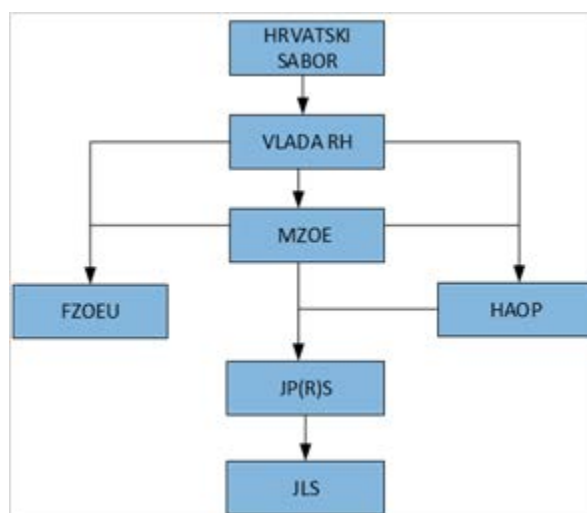 HRVATSKI
SABOR
VLADA RH
MZOE
FZOEU
HAOP
JP(R)S
JLS